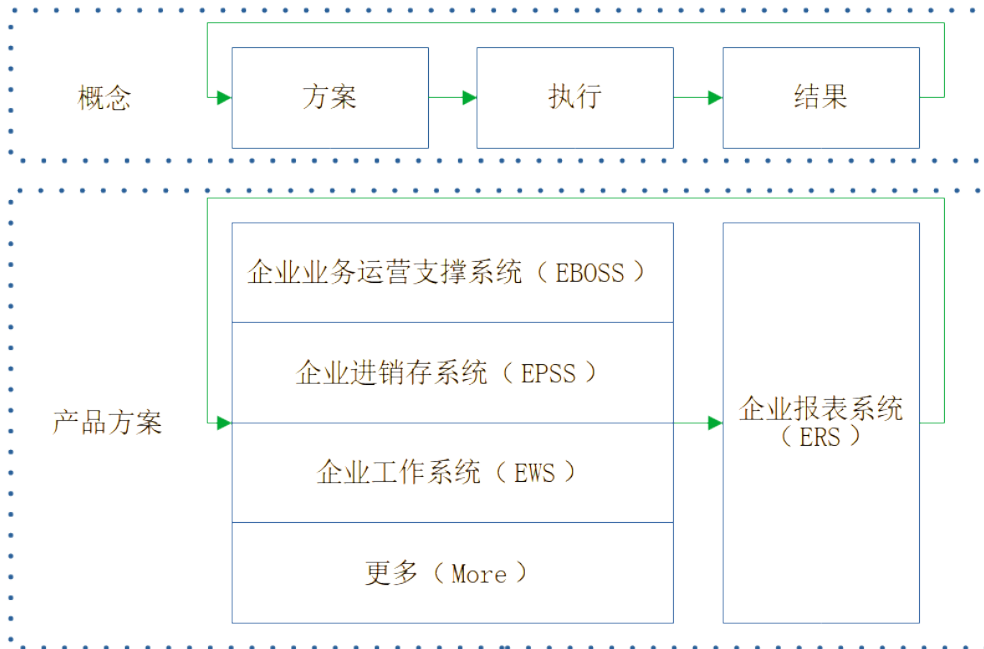 概念
方案
执行
结果
产品方案
企业业务运营支撑系统（EBOSS）
企业进销存系统（EPSS）
企业工作系统（EWS）
更多（More）
企业报表系统
（ERS）